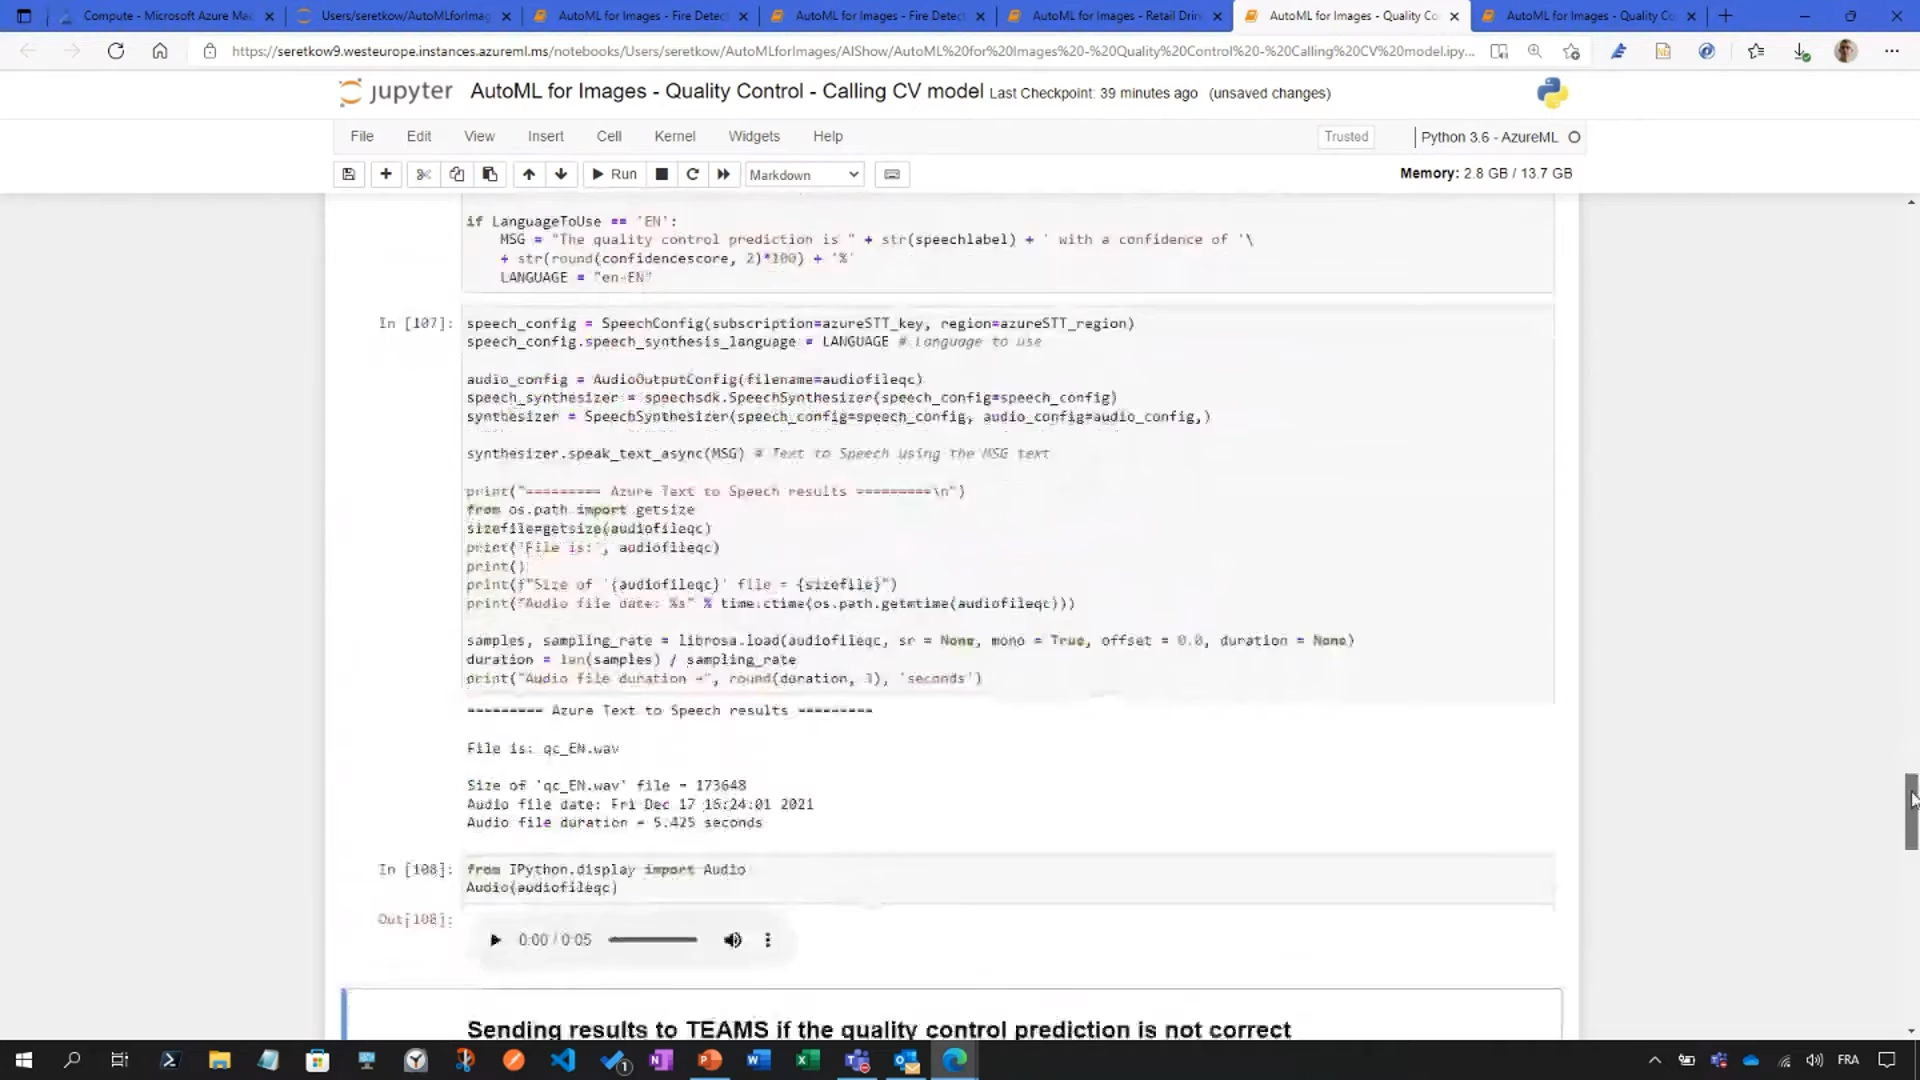 Compute - Microsoft Azure Ma
Users/seretkow/AutoMLforImag
AutoML for Images - Fire Detect
AutoML for Images - Fire Detect
AutoML for Images - Retail Drin
AutoML for Images - Quality Co
AutoML for Images - Quality Co
https://seretkow9.westeurope.instances.azureml.ms/notebooks/Users/seretkow/AutoMLforImages/AIShow/AutoML%20for%20Images%20-%20Quality%20Control%20-%20Calling%20CV%20model.ipy...
jupyter AutoML for Images - Quality Control - Calling CV model Last Checkpoint: 39 minutes ago (unsaved changes)
File Edit View Insert Cell Kernel Widgets Help Trusted Python 3.6 - AzureML
Run Markdown Memory: 2.8 GB / 13.7 GB
if LanguageToUse == 'EN':
MSG = "The quality control prediction is " + str(speechlabel) + ' with a confidence of '\
+ str(round(confidencescore, 2)*100) + '%'
LANGUAGE = "en-EN"
In [107]: speech_config = SpeechConfig(subscription=azureSTT_key, region=azureSTT_region)
speech_config.speech_synthesis_language = LANGUAGE # Language to use
audio_config = AudioOutputConfig(filename=audiofileqc)
speech_synthesizer = speechsdk.SpeechSynthesizer(speech_config=speech_config)
synthesizer = SpeechSynthesizer(speech_config=speech_config, audio_config=audio_config,)
synthesizer.speak_text_async(MSG) # Text to Speech using the MSG text
print("========= Azure Text to Speech results =========\n")
from os.path import getsize
sizefile=getsize(audiofileqc)
print('File is:', audiofileqc)
print()
print(f"Size of '{audiofileqc}' file = {sizefile}")
print("Audio file date: %s" % time.ctime(os.path.getmtime(audiofileqc)))
samples, sampling_rate = librosa.load(audiofileqc, sr = None, mono = True, offset = 0.0, duration = None)
duration = len(samples) / sampling_rate
print("Audio file duration =", round(duration, 3), 'seconds')
========= Azure Text to Speech results =========
File is: qc_EN.wav
Size of 'qc_EN.wav' file = 173648
Audio file date: Fri Dec 17 16:24:01 2021
Audio file duration = 5.425 seconds
In [108]: from IPython.display import Audio
Audio(audiofileqc)
Out[108]:
0:00 / 0:05
Sending results to TEAMS if the quality control prediction is not correct
FRA